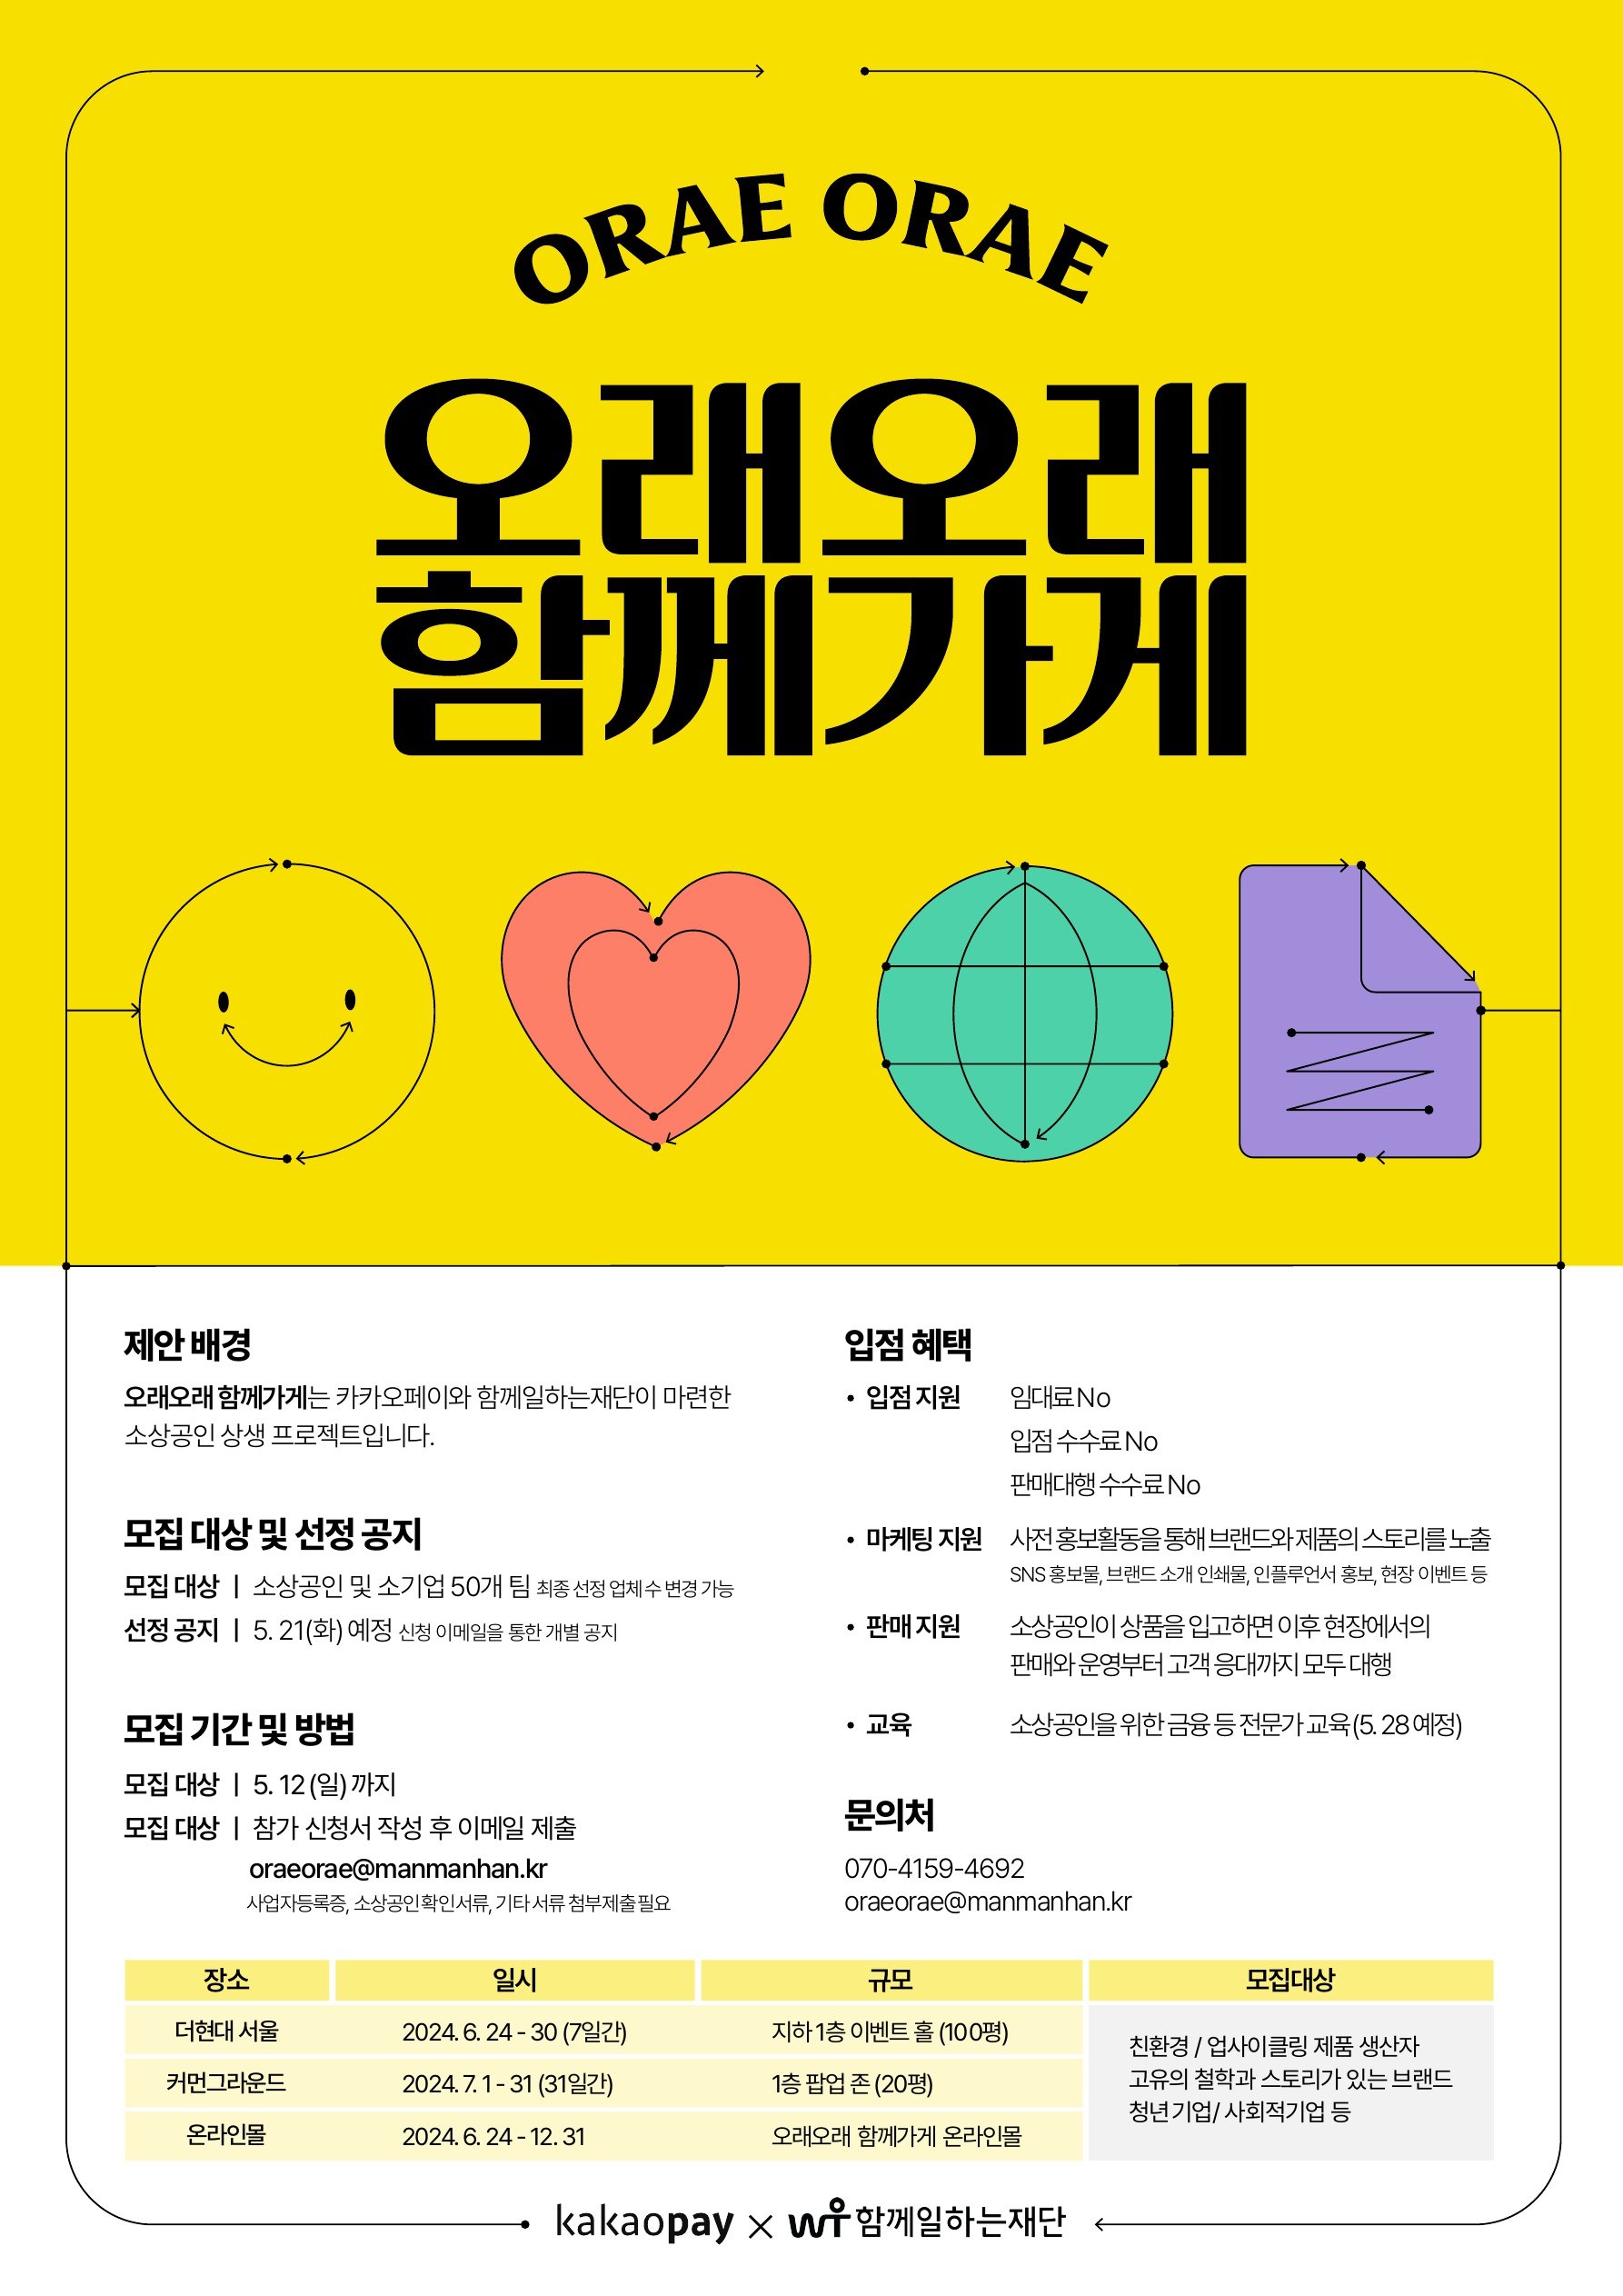 ORAE ORAE
오래오래
함께가게
제안 배경
오래오래 함께가게는 카카오페이와 함께일하는재단이 마련한
소상공인 상생 프로젝트입니다.
모집 대상 및 선정 공지
모집 대상 | 소상공인 및 소기업 50개 팀 최종 선정 업체 수 변경 가능
선정 공지 | 5. 21(화) 예정 신청 이메일을 통한 개별 공지
모집 기간 및 방법
모집 대상 | 5. 12 (일) 까지
모집 대상 | 참가 신청서 작성 후 이메일 제출
oraeorae@manmanhan.kr
사업자등록증, 소상공인확인서류, 기타 서류 첨부제출 필요
입점 혜택
• 입점 지원 임대료 No
입점 수수료 No
판매대행 수수료 No
• 마케팅 지원 사전 홍보활동을 통해 브랜드와 제품의 스토리를 노출
SNS 홍보물, 브랜드 소개 인쇄물, 인플루언서 홍보, 현장 이벤트 등
• 판매 지원 소상공인이 상품을 입고하면 이후 현장에서의
판매와 운영부터 고객 응대까지 모두 대행
• 교육 소상공인을 위한 금융 등 전문가 교육 (5. 28 예정)
문의처
070-4159-4692
oraeorae@manmanhan.kr
장소 일시 규모 모집대상
더현대 서울 2024. 6. 24 - 30 (7일간) 지하 1층 이벤트 홀 (100평)
커먼그라운드 2024. 7. 1 - 31 (31일간) 1층 팝업 존 (20평)
온라인몰 2024. 6. 24 - 12. 31 오래오래 함께가게 온라인몰
친환경 / 업사이클링 제품 생산자
고유의 철학과 스토리가 있는 브랜드
청년 기업/ 사회적기업 등
kakaopay × 함께일하는재단